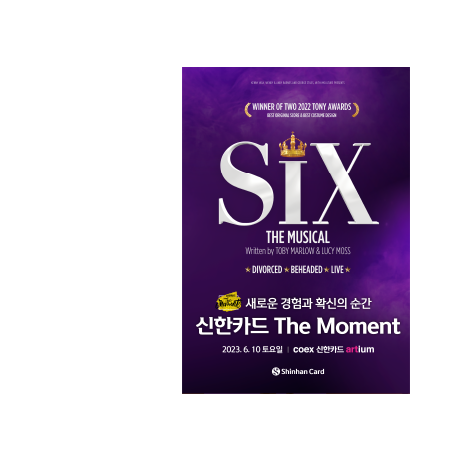 WINNER OF TWO 2022 TONY AWARDS
BEST ORIGINAL SCORE & BEST COSTUME DESIGN
SIX
THE MUSICAL
Written by TOBY MARLOW & LUCY MOSS
★ DIVORCED ★ BEHEADED ★ LIVE ★
새로운 경험과 확신의 순간
신한카드 The Moment
2023. 6. 10 토요일 | coex 신한카드 artium
Shinhan Card